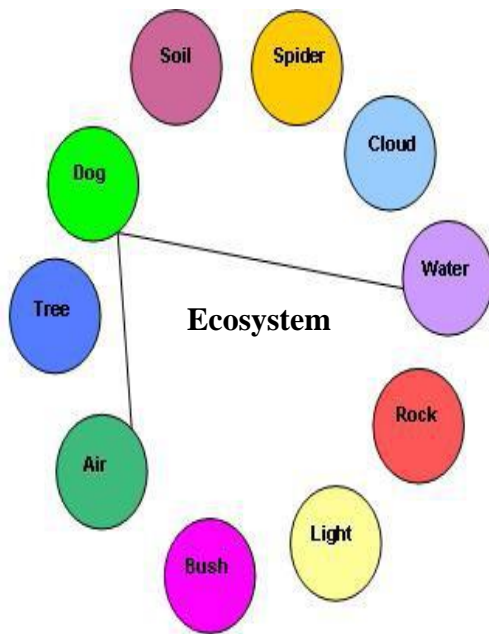 Soil
Spider
Cloud
Dog
Water
Tree
Ecosystem
Rock
Air
Light
Bush